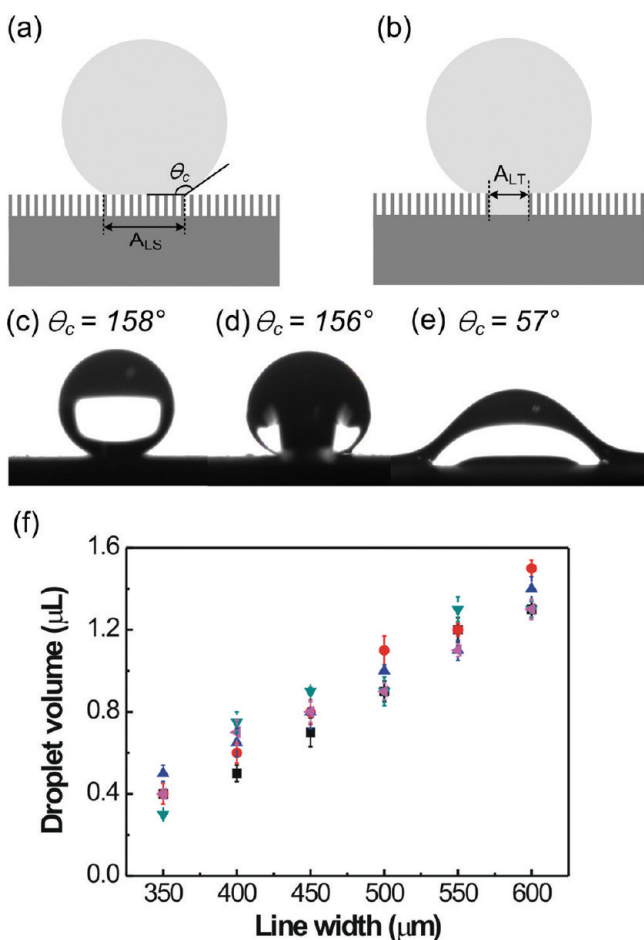 (a)
(b)
θc
ALS
ALT
(c) θc = 158°
(d) θc = 156°
(e) θc = 57°
(f)
Droplet volume (μL)
1.6
1.2
0.8
0.4
0.0
350 400 450 500 550 600
Line width (μm)